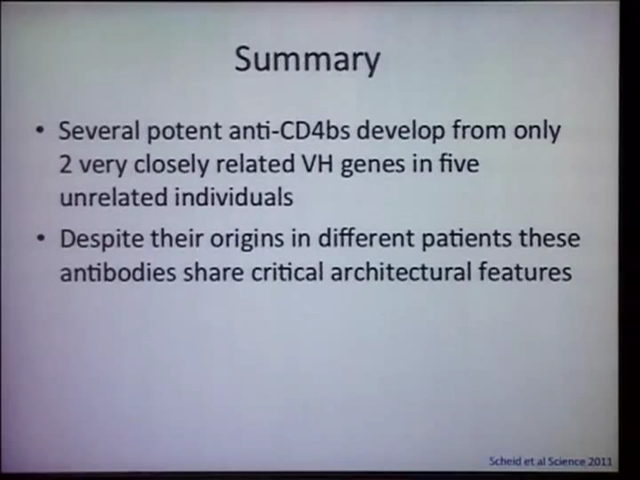 Summary
• Several potent anti-CD4bs develop from only
2 very closely related VH genes in five
unrelated individuals
• Despite their origins in different patients these
antibodies share critical architectural features
Scheid et al Science 2011